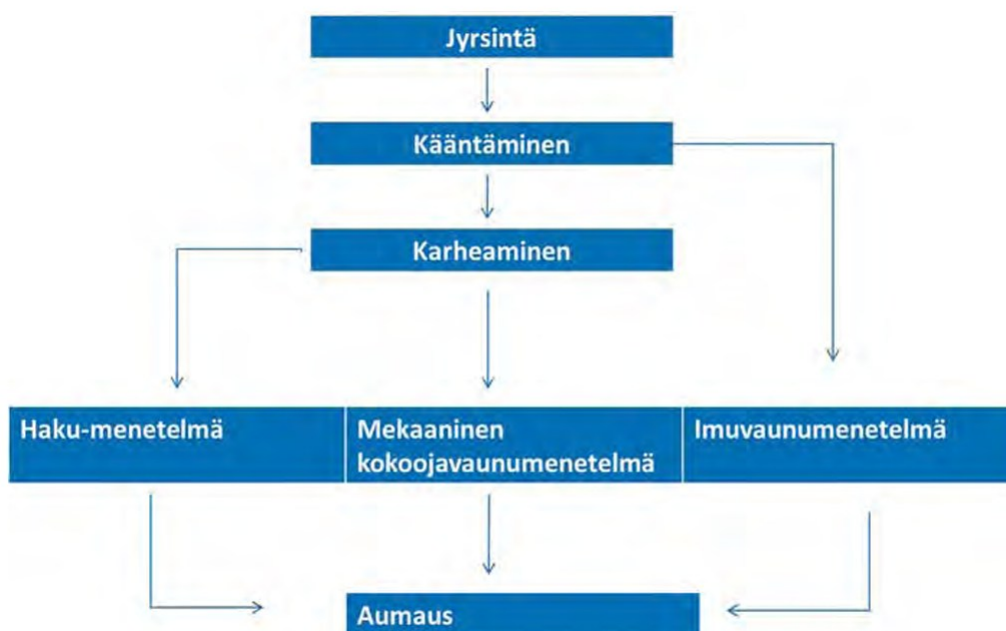 Jyrsintä
Kääntäminen
Karheaminen
Haku-menetelmä
Mekaaninen
kokoojavaunumenetelmä
Imuvaunumenetelmä
Aumaus